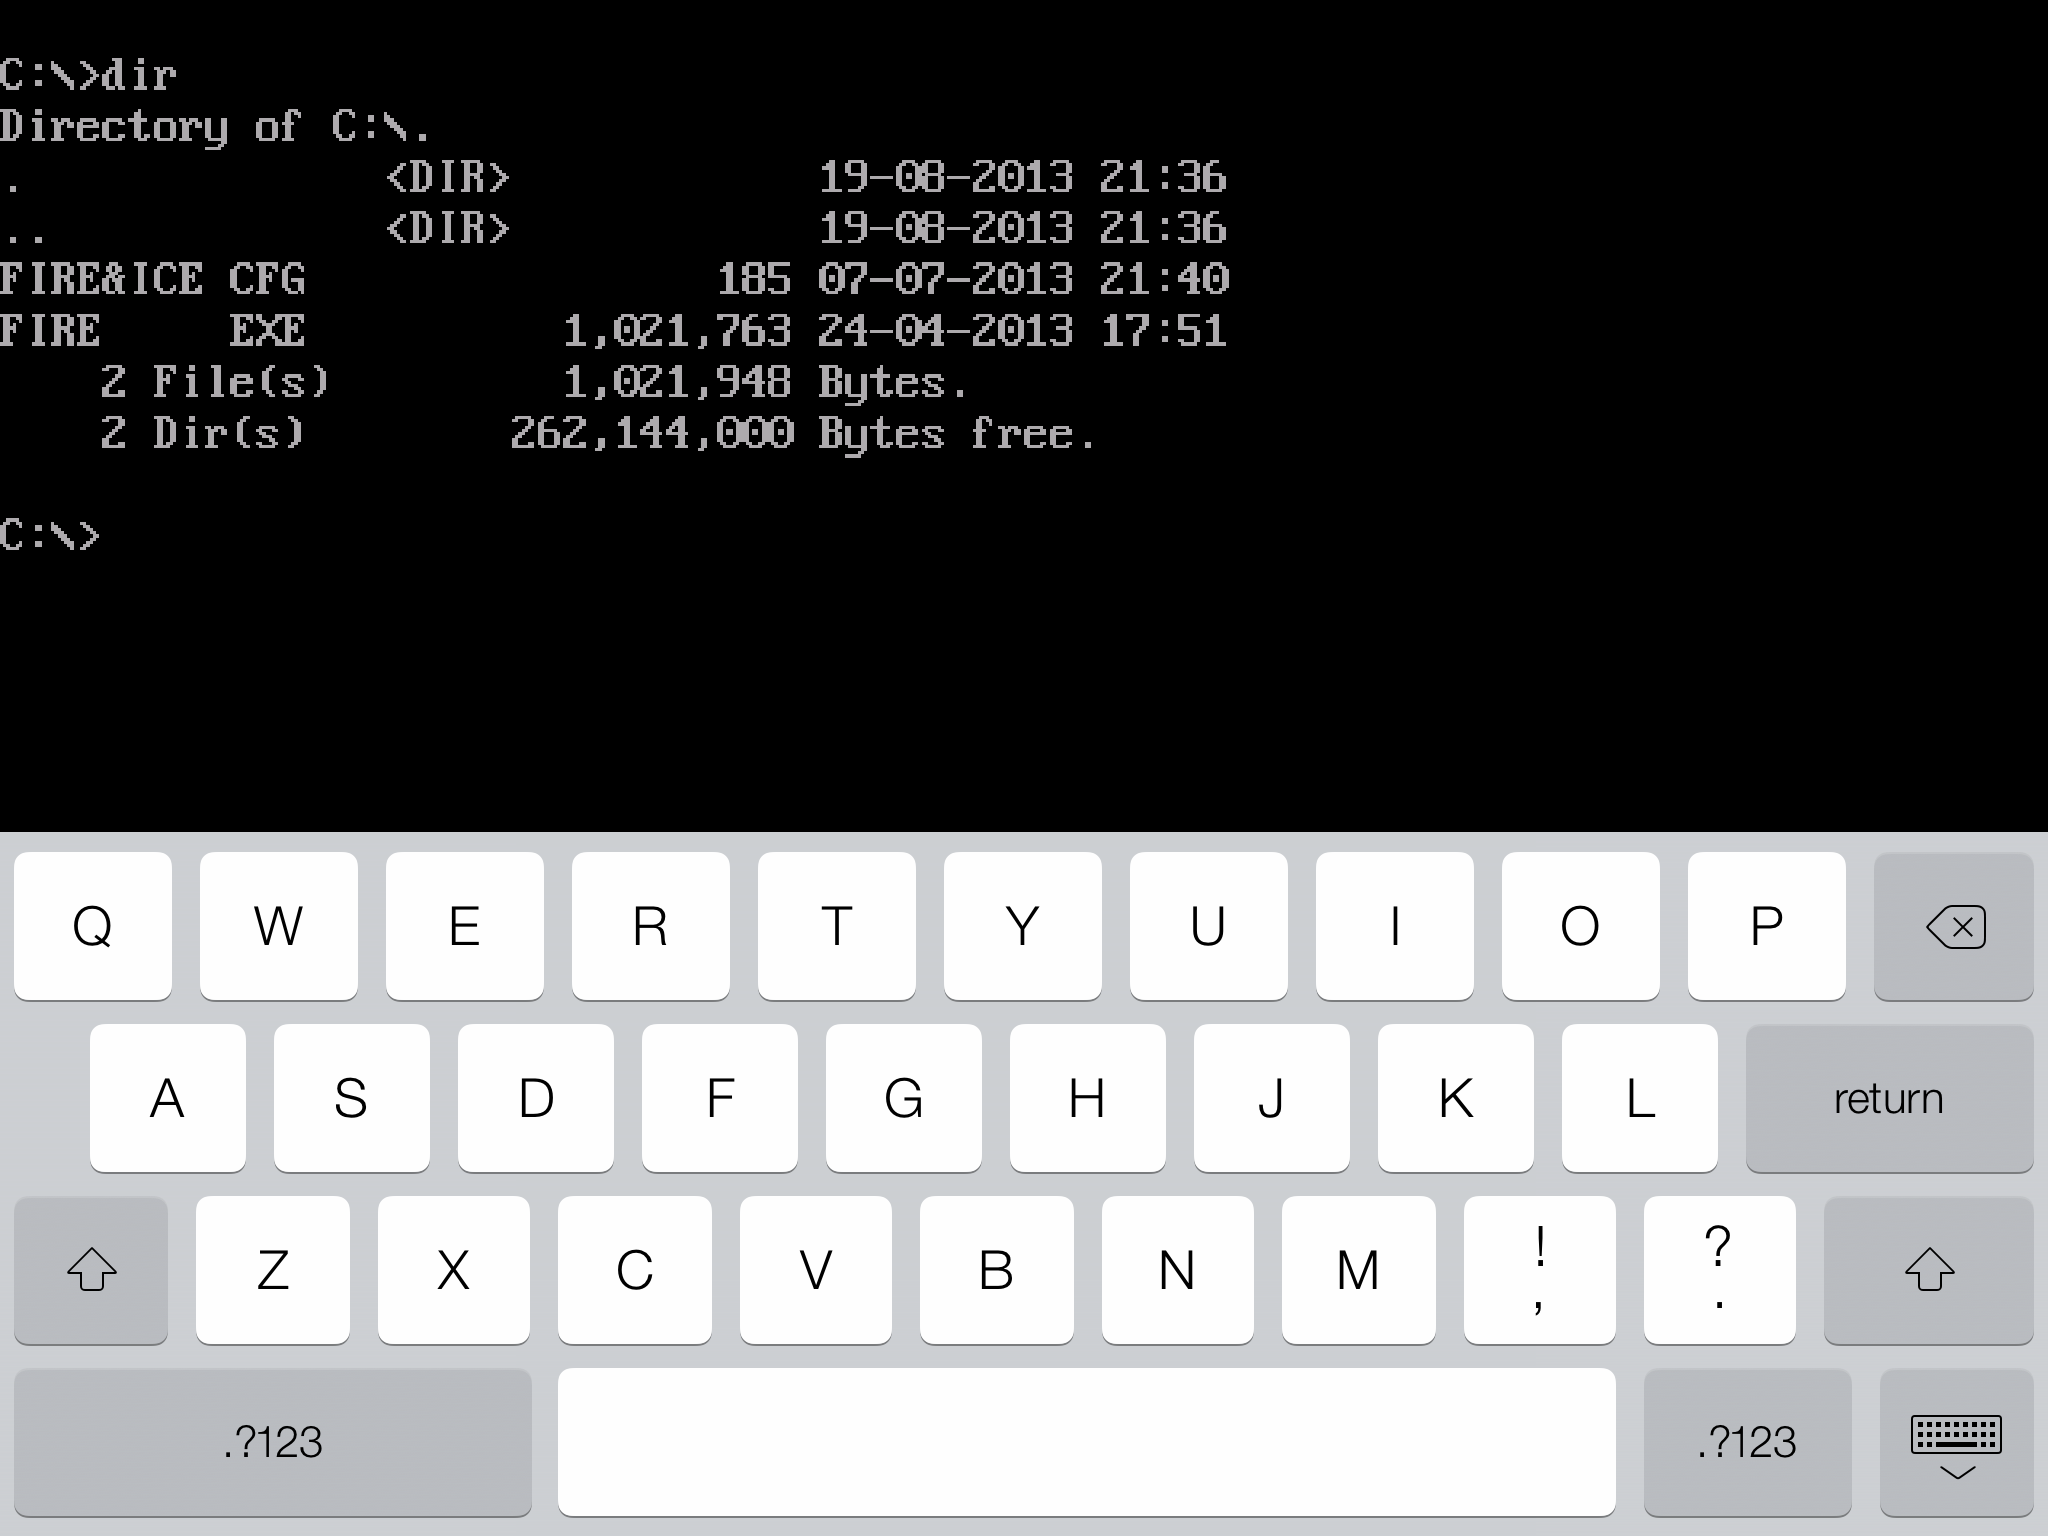 C:\>dir
Directory of C:\.
.              <DIR>            19-08-2013 21:36
..             <DIR>            19-08-2013 21:36
FIRE&ICE CFG                185 07-07-2013 21:40
FIRE     EXE          1,021,763 24-04-2013 17:51
    2 File(s)         1,021,948 Bytes.
    2 Dir(s)        262,144,000 Bytes free.
C:\>
Q W E R T Y U I O P
A S D F G H J K L return
Z X C V B N M ! , ? .
.?123 .?123